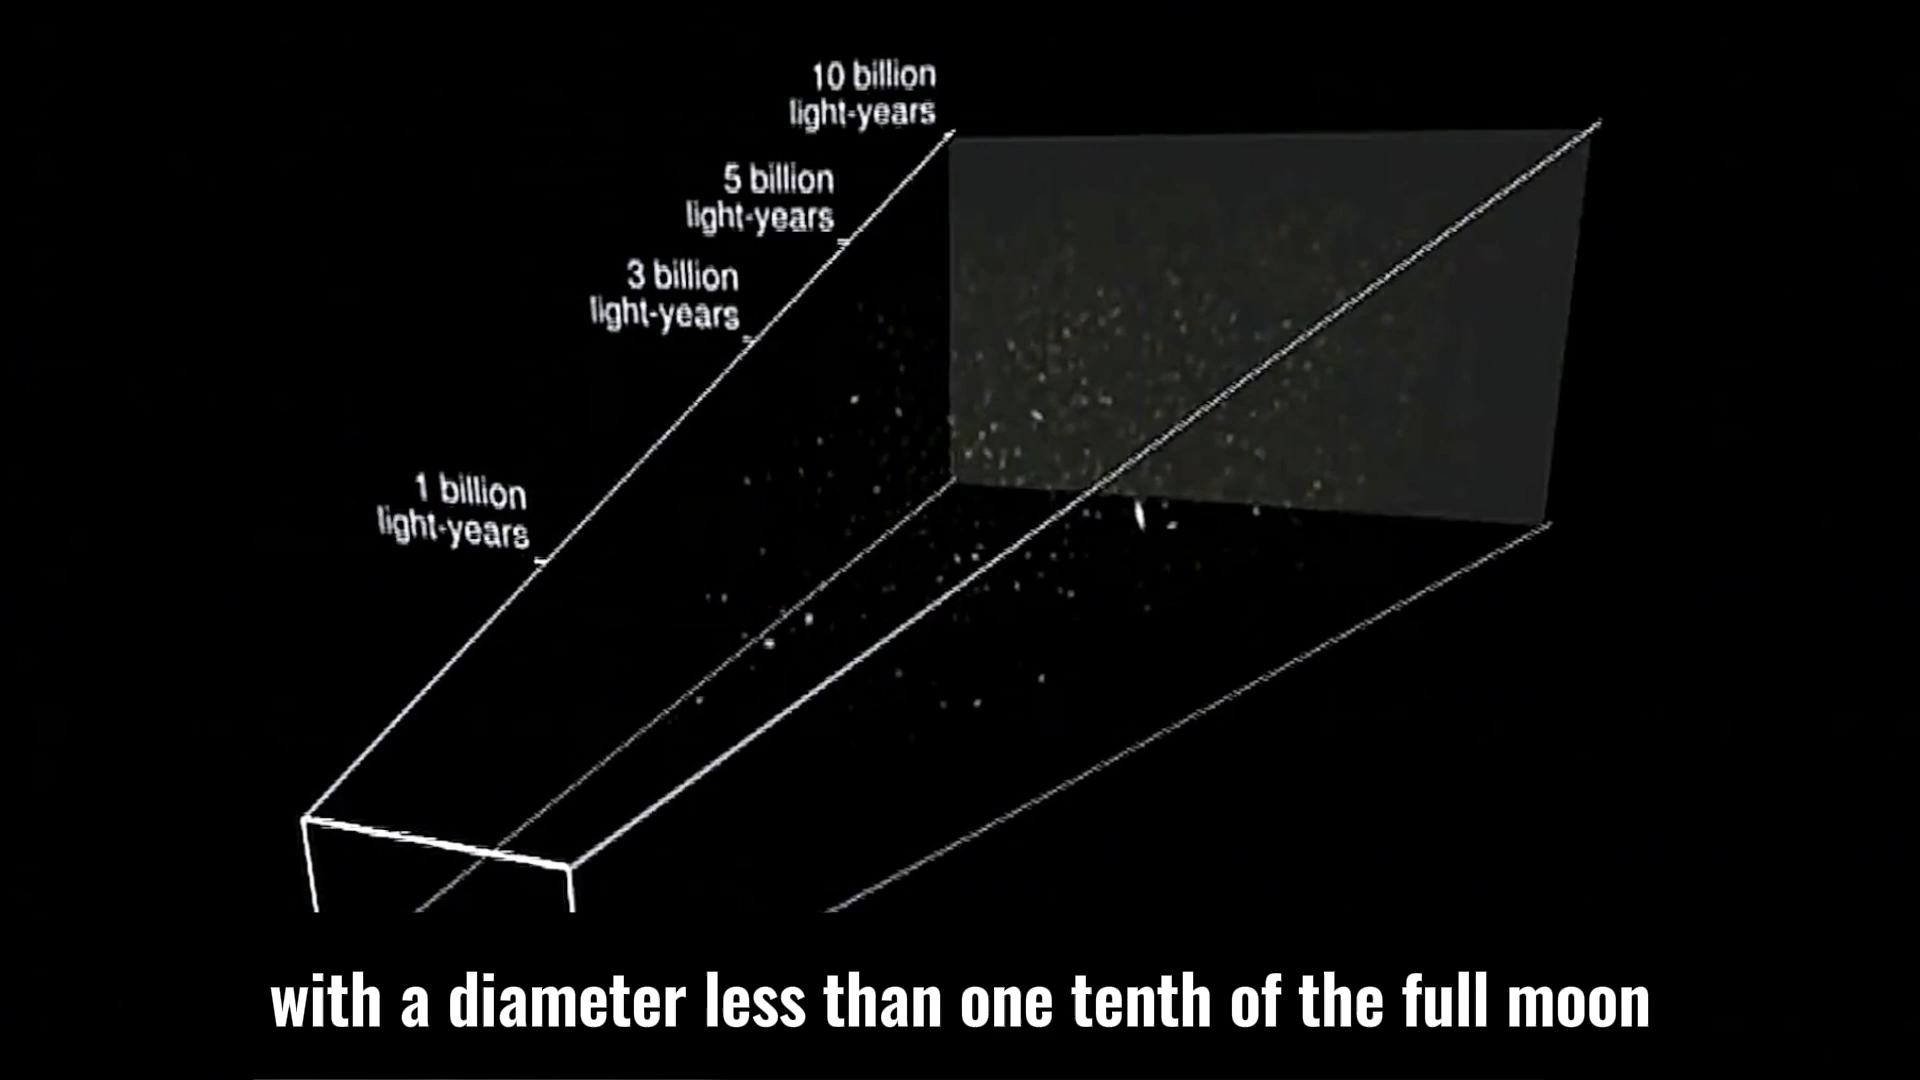 10 billion
light-years
5 billion
light-years
3 billion
light-years
1 billion
light-years
with a diameter less than one tenth of the full moon